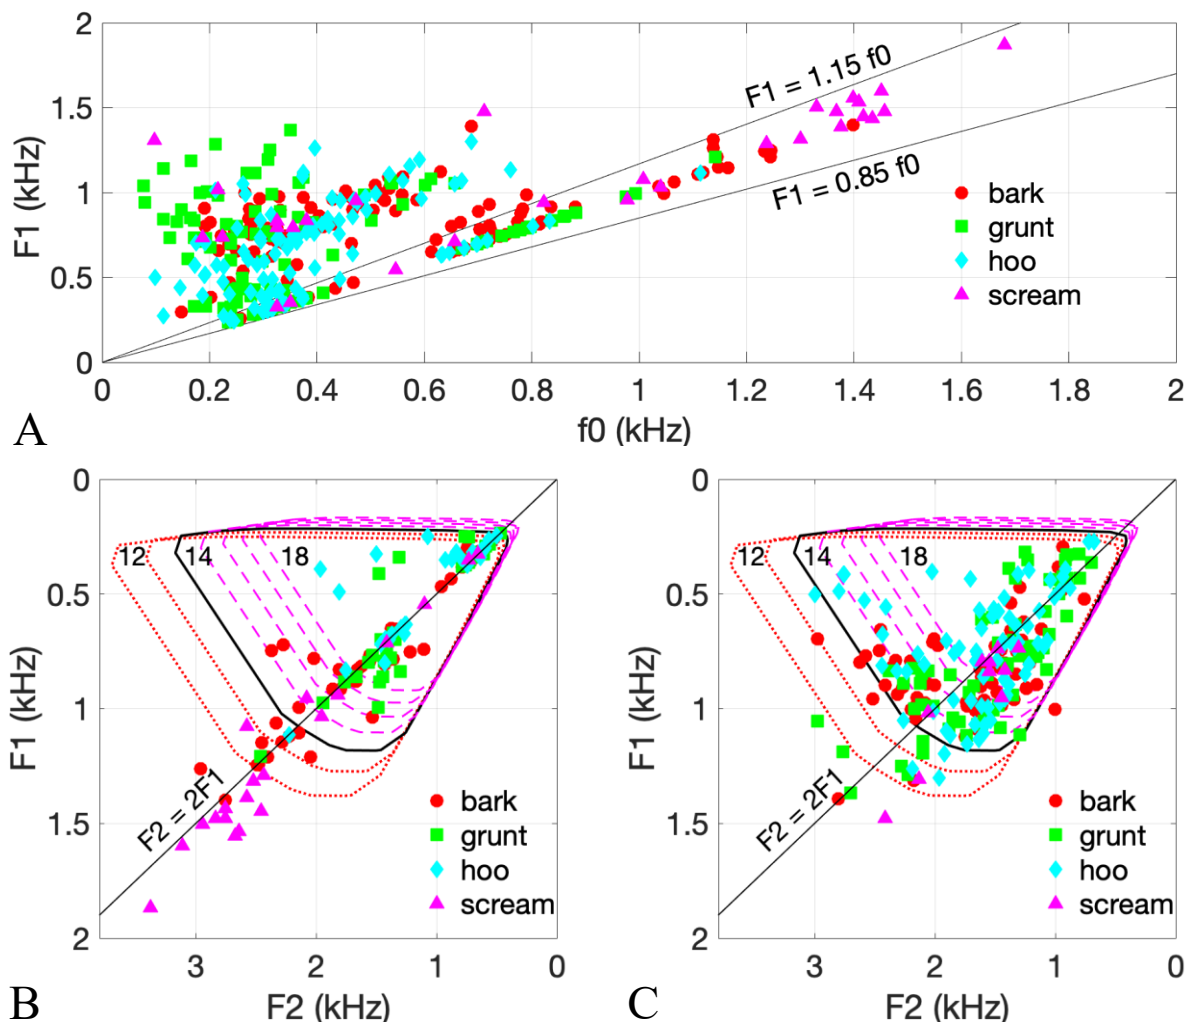 2
1.5
1
0.5
0
F1 (kHz)
F1 = 1.15 f0
F1 = 0.85 f0
bark
grunt
hoo
scream
0 0.2 0.4 0.6 0.8 1 1.2 1.4 1.6 1.8 2
A
f0 (kHz)
0
0.5
1
1.5
2
F1 (kHz)
12 14 18
F2 = 2F1
bark
grunt
hoo
scream
3 2 1 0
B
F2 (kHz)
0
0.5
1
1.5
2
F1 (kHz)
12 14 18
F2 = 2F1
bark
grunt
hoo
scream
3 2 1 0
C
F2 (kHz)